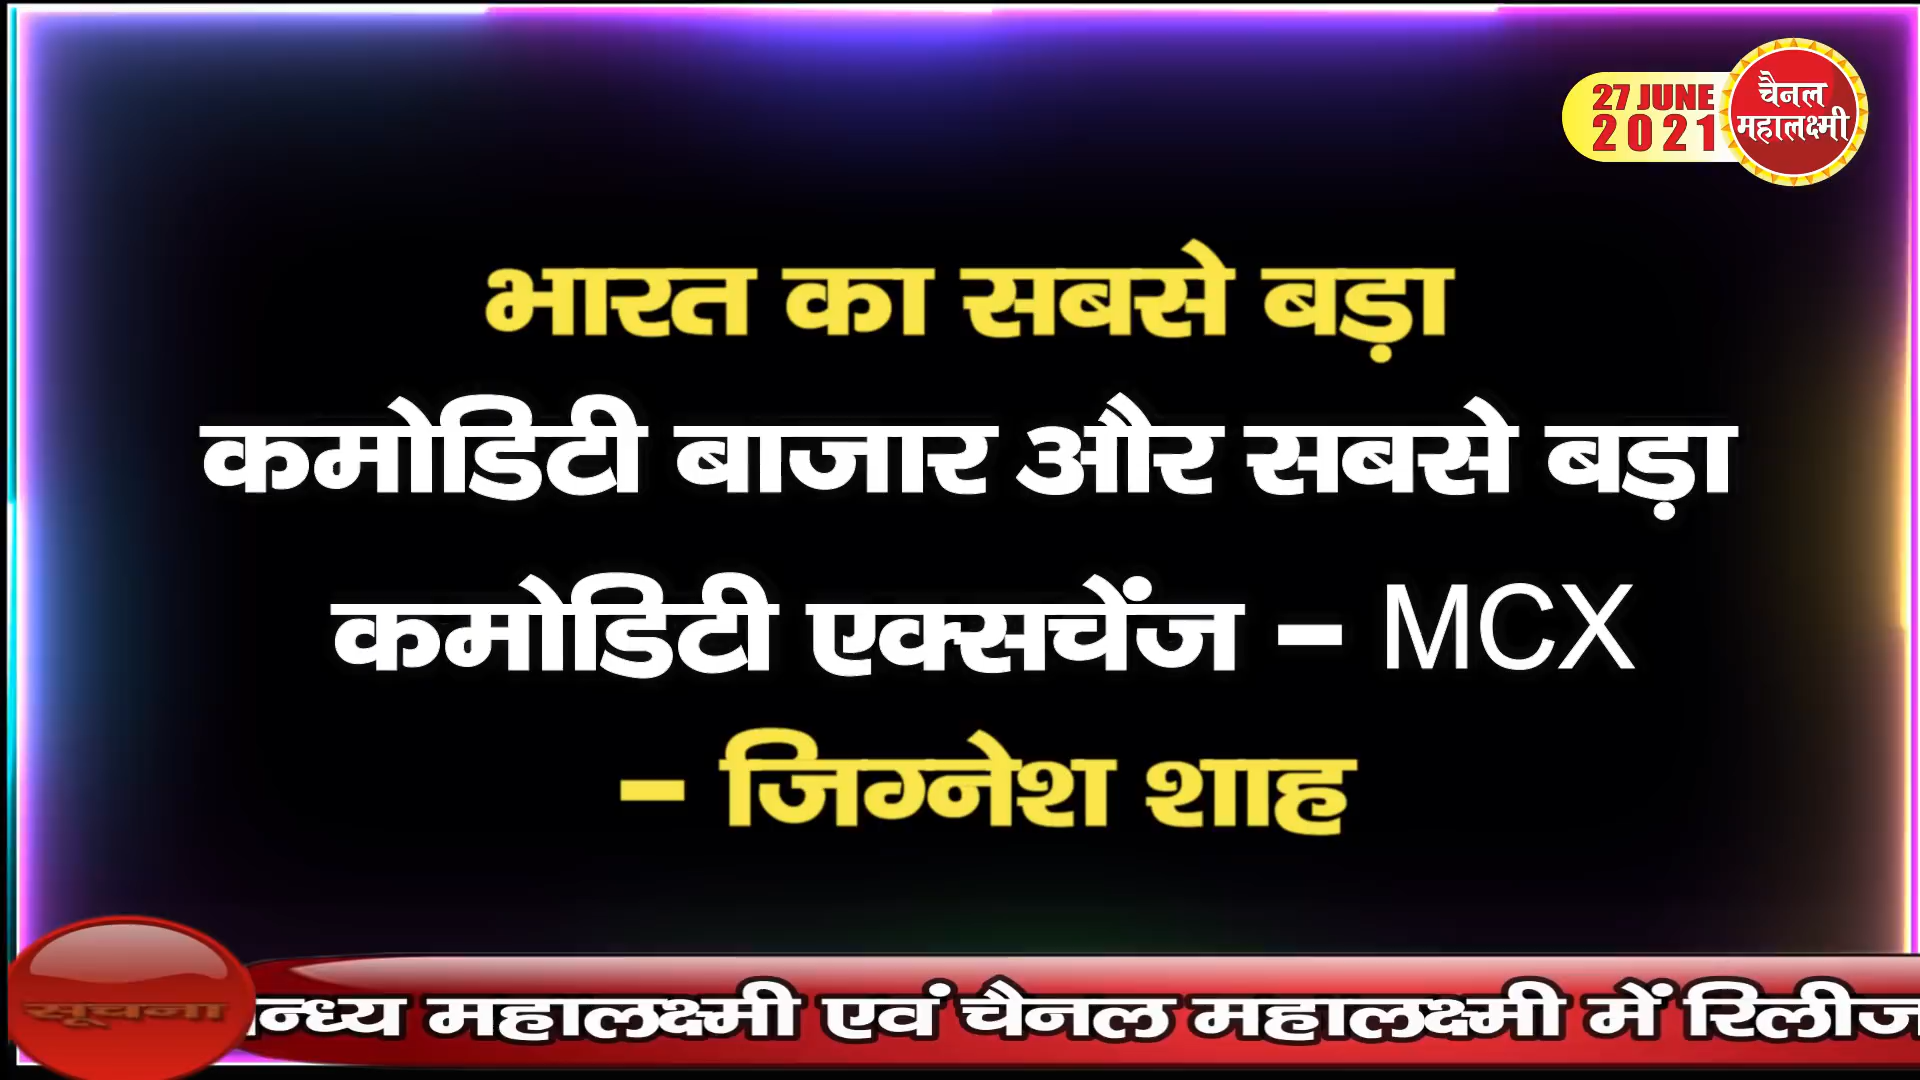 27 JUNE
2021
चैनल
महालक्ष्मी
भारत का सबसे बड़ा
कमोडिटी बाजार और सबसे बड़ा
कमोडिटी एक्सचेंज – MCX
– जिग्नेश शाह
सूचना
महालक्ष्मी एवं चैनल महालक्ष्मी में